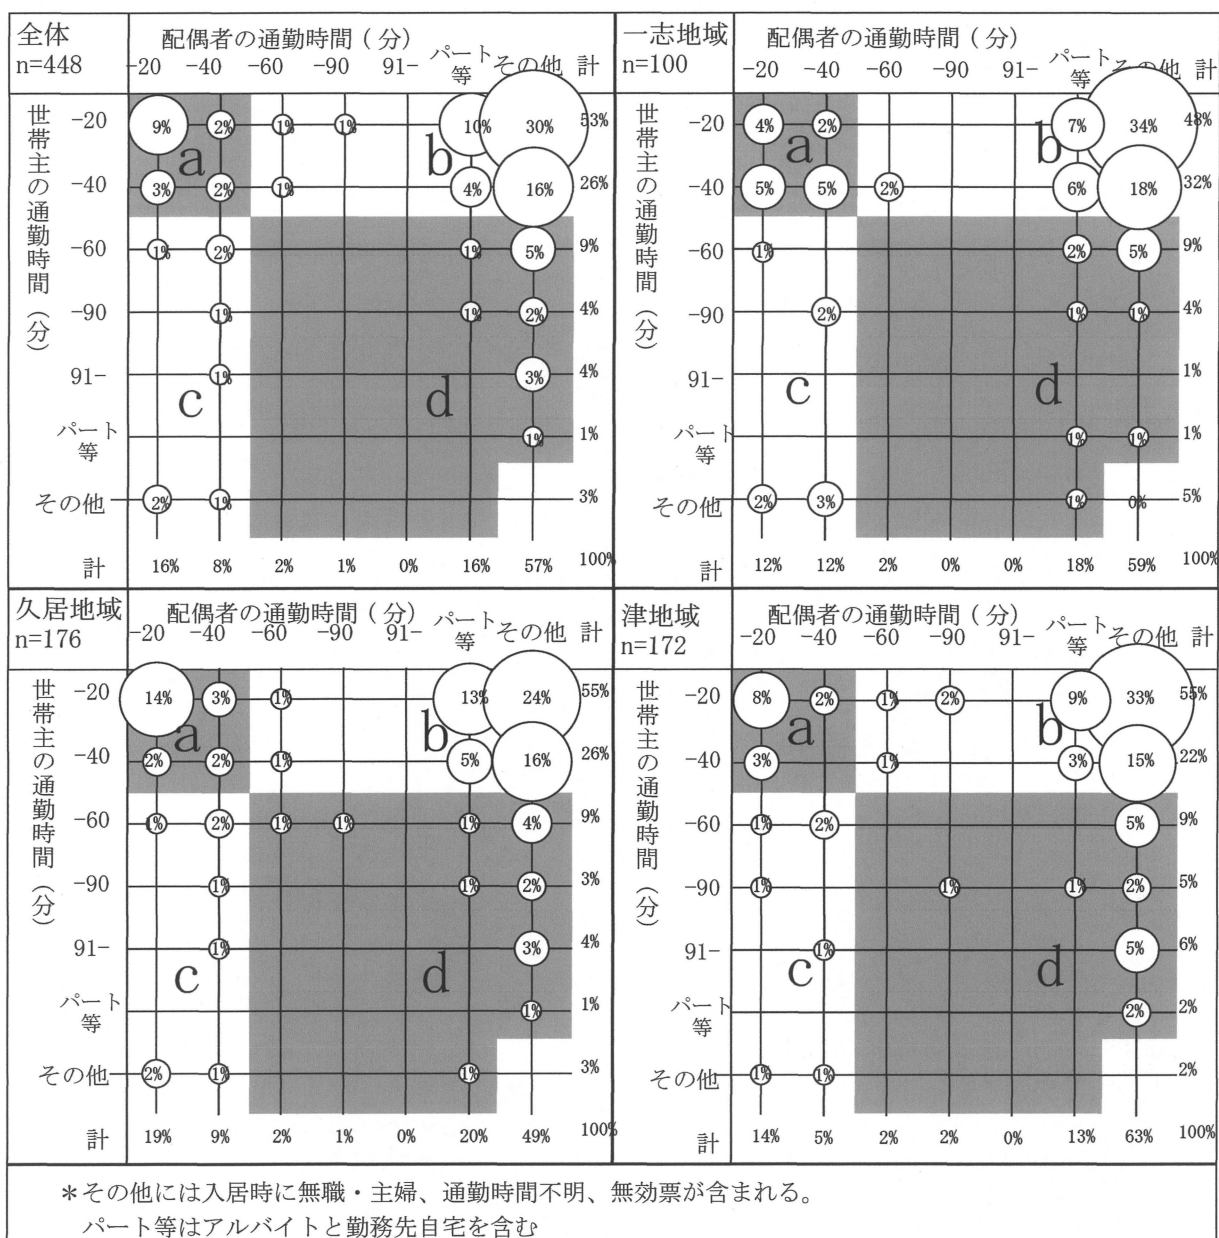 全体
n=448
配偶者の通勤時間(分)
-20 -40 -60 -90 91- パート等 その他 計
世帯主の通勤時間(分)
-20 9% 2% 1% 1% 10% 30% 53%
a b
-40 3% 2% 1% 4% 16% 26%
-60 1% 2% 1% 5% 9%
-90 1% 1% 2% 4%
91- 1% 3% 4%
c d
パート等 1% 1%
その他 2% 1% 3%
計 16% 8% 2% 1% 0% 16% 57% 100%
一志地域
n=100
配偶者の通勤時間(分)
-20 -40 -60 -90 91- パート等 その他 計
世帯主の通勤時間(分)
-20 4% 2% 7% 34% 48%
a b
-40 5% 5% 2% 6% 18% 32%
-60 1% 2% 5% 9%
-90 2% 1% 1% 4%
91- 1%
c d
パート等 1% 1% 1%
その他 2% 3% 1% 0% 5%
計 12% 12% 2% 0% 0% 18% 59% 100%
久居地域
n=176
配偶者の通勤時間(分)
-20 -40 -60 -90 91- パート等 その他 計
世帯主の通勤時間(分)
-20 14% 3% 1% 13% 24% 55%
a b
-40 2% 2% 1% 5% 16% 26%
-60 1% 2% 1% 1% 1% 4% 9%
-90 1% 1% 2% 3%
91- 1% 3% 4%
c d
パート等 1% 1%
その他 2% 1% 1% 3%
計 19% 9% 2% 1% 0% 20% 49% 100%
津地域
n=172
配偶者の通勤時間(分)
-20 -40 -60 -90 91- パート等 その他 計
世帯主の通勤時間(分)
-20 8% 2% 1% 2% 9% 33% 55%
a b
-40 3% 1% 3% 15% 22%
-60 1% 2% 5% 9%
-90 1% 1% 1% 2% 5%
91- 1% 5% 6%
c d
パート等 2% 2%
その他 1% 1% 2%
計 14% 5% 2% 2% 0% 13% 63% 100%
*その他には入居時に無職・主婦、通勤時間不明、無効票が含まれる。
パート等はアルバイトと勤務先自宅を含む